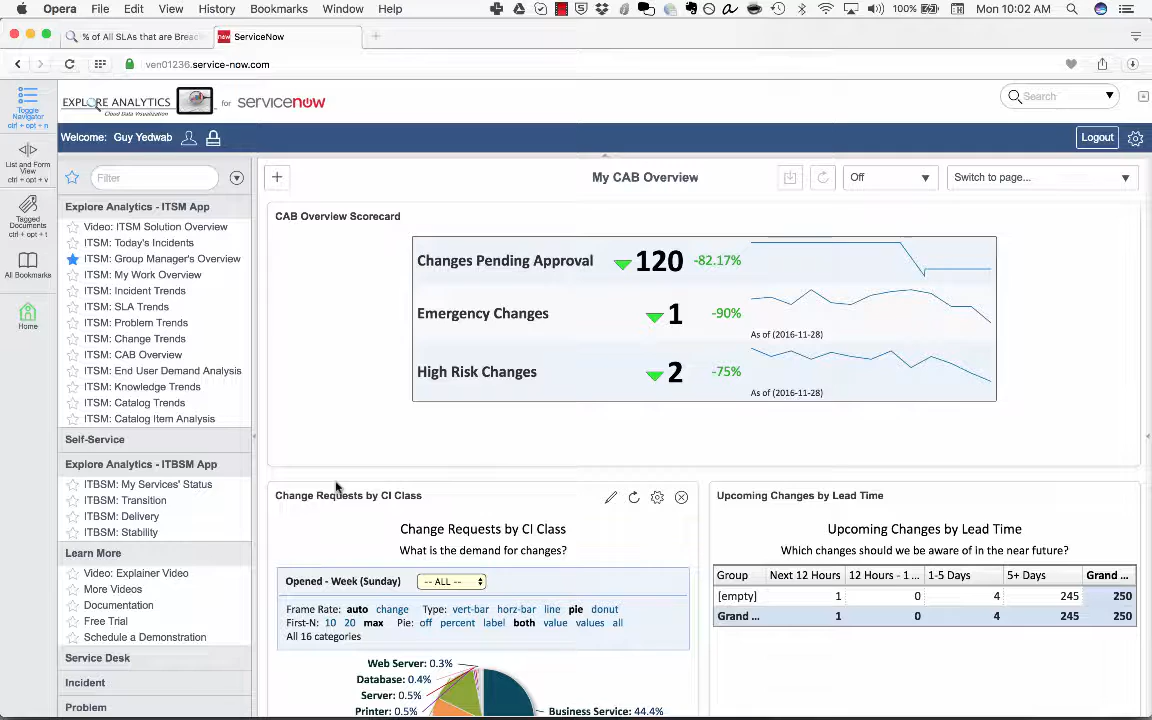 Opera File Edit View History Bookmarks Window Help 100% Mon 10:02 AM
% of All SLAs that are Breac
now ServiceNow
ven01236.service-now.com
Toggle
Navigator
ctrl + opt + n
List and Form
View
ctrl + opt + v
Tagged
Documents
ctrl + opt + t
All Bookmarks
Home
EXPLORE ANALYTICS for servicenow
Cloud Data Visualization
Search
Welcome: Guy Yedwab
Logout
Filter
Explore Analytics - ITSM App
Video: ITSM Solution Overview
ITSM: Today's Incidents
ITSM: Group Manager's Overview
ITSM: My Work Overview
ITSM: Incident Trends
ITSM: SLA Trends
ITSM: Problem Trends
ITSM: Change Trends
ITSM: CAB Overview
ITSM: End User Demand Analysis
ITSM: Knowledge Trends
ITSM: Catalog Trends
ITSM: Catalog Item Analysis
Self-Service
Explore Analytics - ITBSM App
ITBSM: My Services' Status
ITBSM: Transition
ITBSM: Delivery
ITBSM: Stability
Learn More
Video: Explainer Video
More Videos
Documentation
Free Trial
Schedule a Demonstration
Service Desk
Incident
Problem
+ My CAB Overview Off Switch to page...
CAB Overview Scorecard
Changes Pending Approval 120 -82.17%
Emergency Changes 1 -90%
As of (2016-11-28)
High Risk Changes 2 -75%
As of (2016-11-28)
Change Requests by CI Class
Change Requests by CI Class
What is the demand for changes?
Opened - Week (Sunday) -- ALL --
Frame Rate: auto change Type: vert-bar horz-bar line pie donut
First-N: 10 20 max Pie: off percent label both value values all
All 16 categories
Web Server: 0.3%
Database: 0.4%
Server: 0.5%
Printer: 0.5%
Business Service: 44.4%
Upcoming Changes by Lead Time
Upcoming Changes by Lead Time
Which changes should we be aware of in the near future?
Group Next 12 Hours 12 Hours - 1 ... 1-5 Days 5+ Days Grand ...
[empty] 1 0 4 245 250
Grand ... 1 0 4 245 250